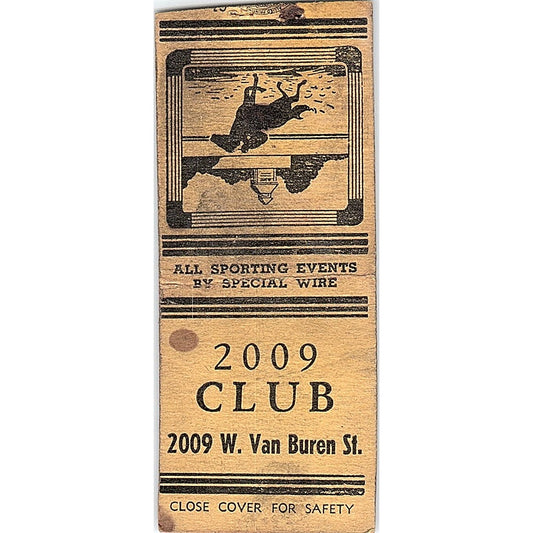 ALL SPORTING EVENTS
BY SPECIAL WIRE
2009
CLUB
2009 W. Van Buren St.
CLOSE COVER FOR SAFETY